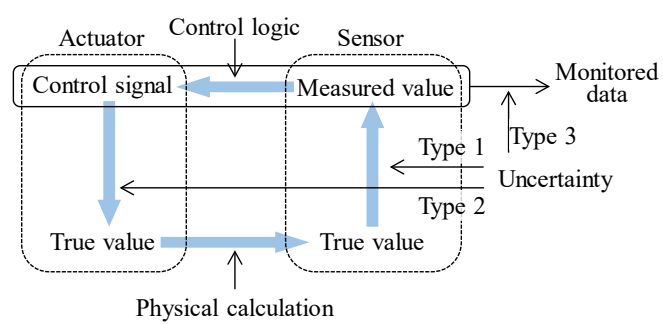 Actuator
Control logic
Sensor
Control signal
Measured value
Monitored
data
Type 1
Type 3
Uncertainty
Type 2
True value
True value
Physical calculation